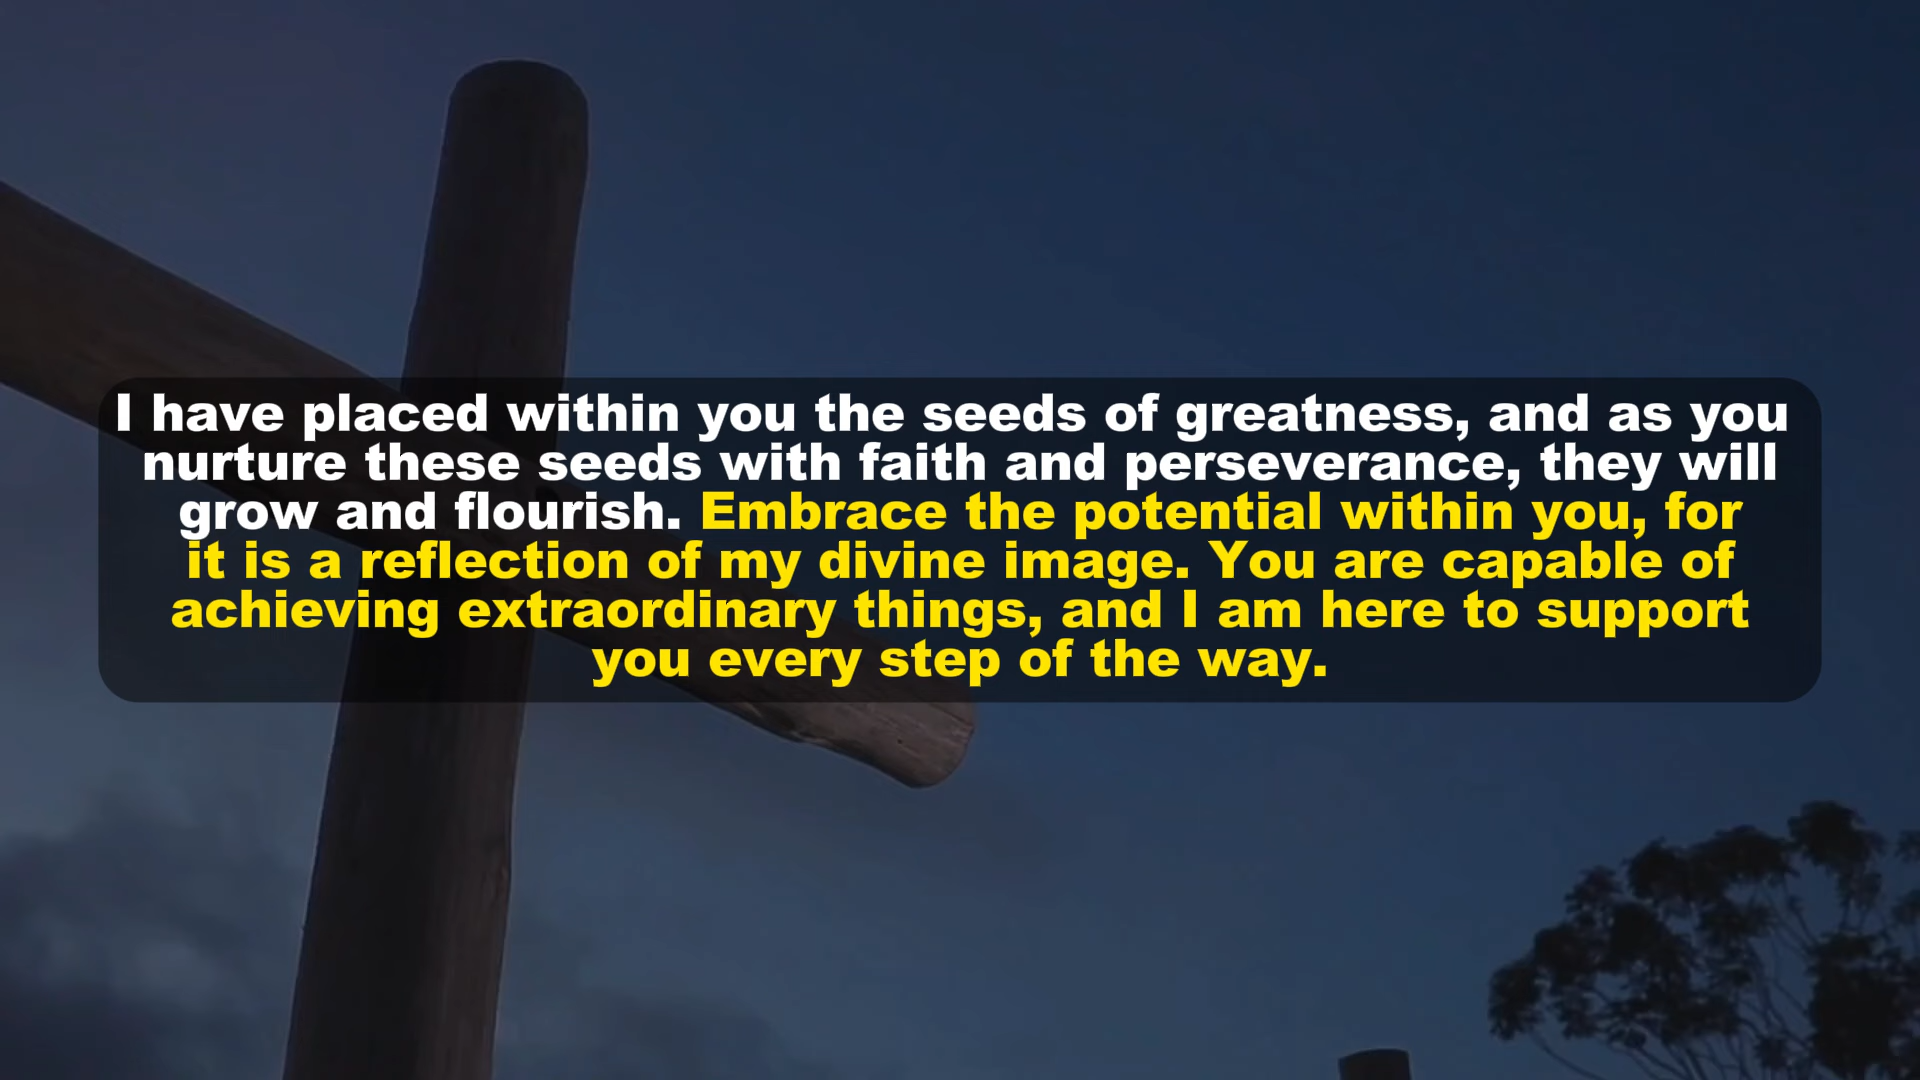 I have placed within you the seeds of greatness, and as you
nurture these seeds with faith and perseverance, they will
grow and flourish. Embrace the potential within you, for
it is a reflection of my divine image. You are capable of
achieving extraordinary things, and I am here to support
you every step of the way.